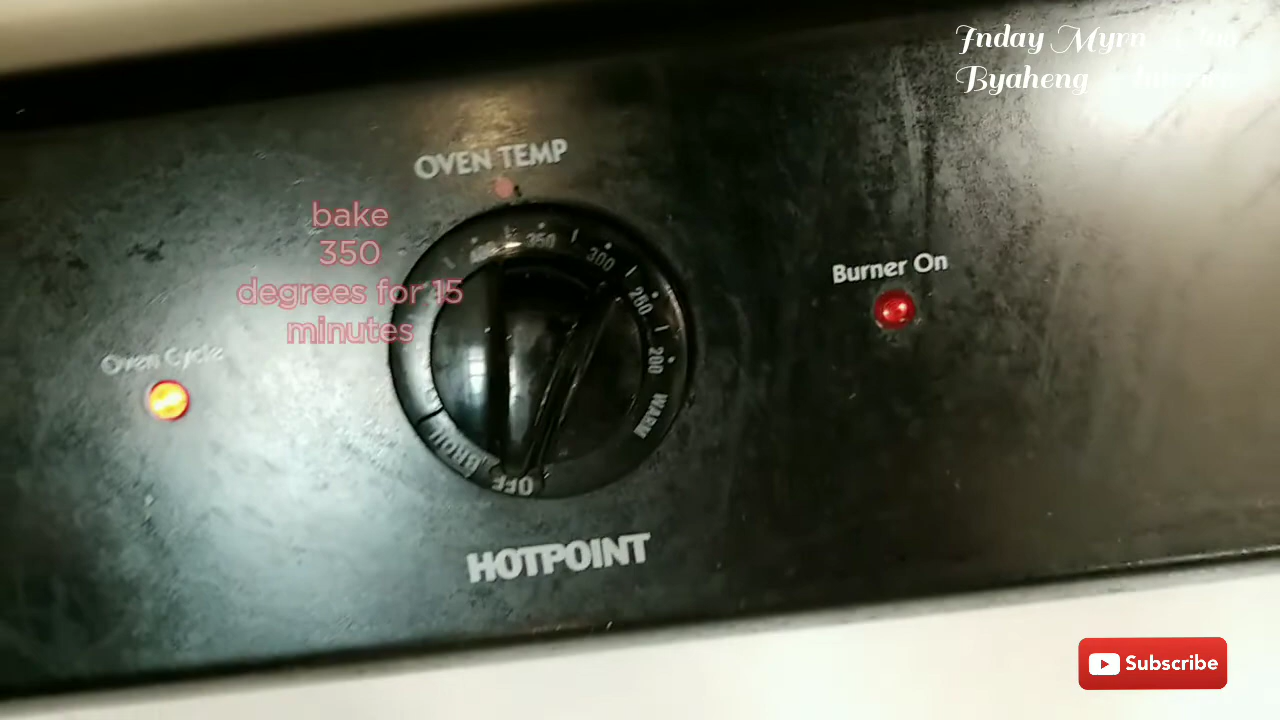 Inday Myrn
Byaheng
OVEN TEMP
bake
350
degrees for 15
minutes
400
350
300
250
200
WARM
OFF
BROIL
Burner On
Oven Cycle
HOTPOINT
Subscribe